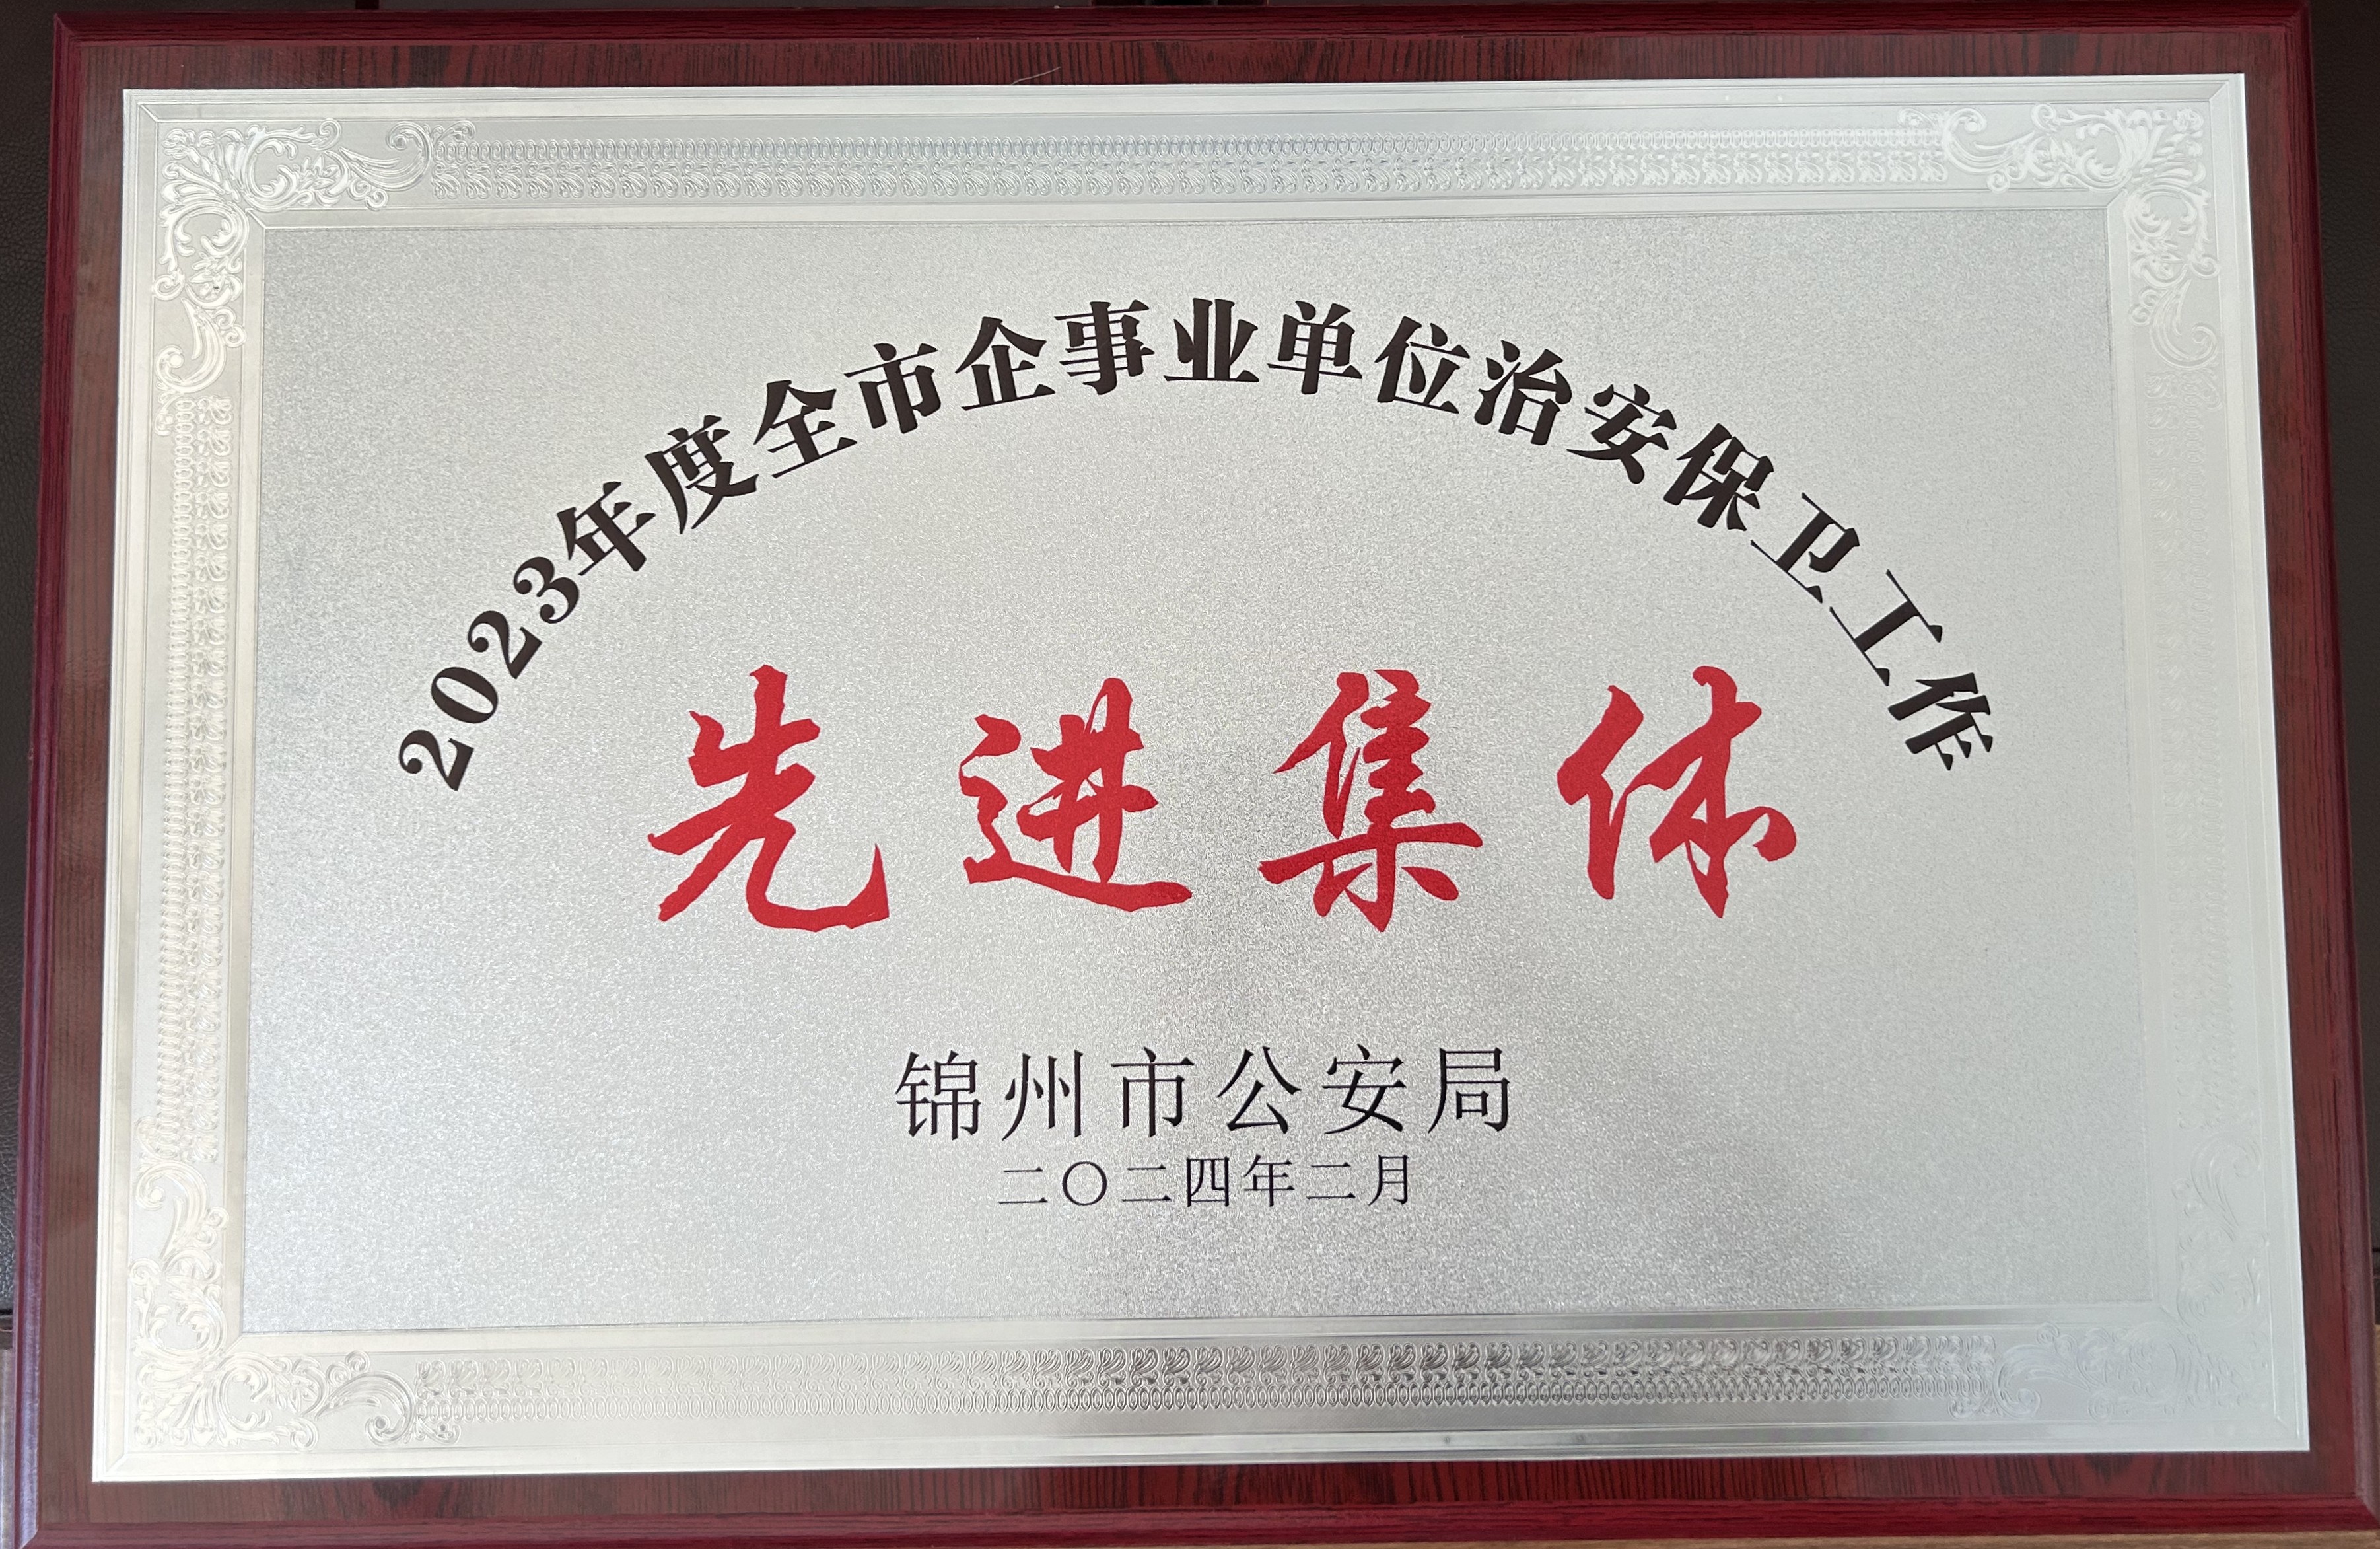 2023年度全市企事业单位治安保卫工作
先进集体
锦州市公安局
二〇二四年二月